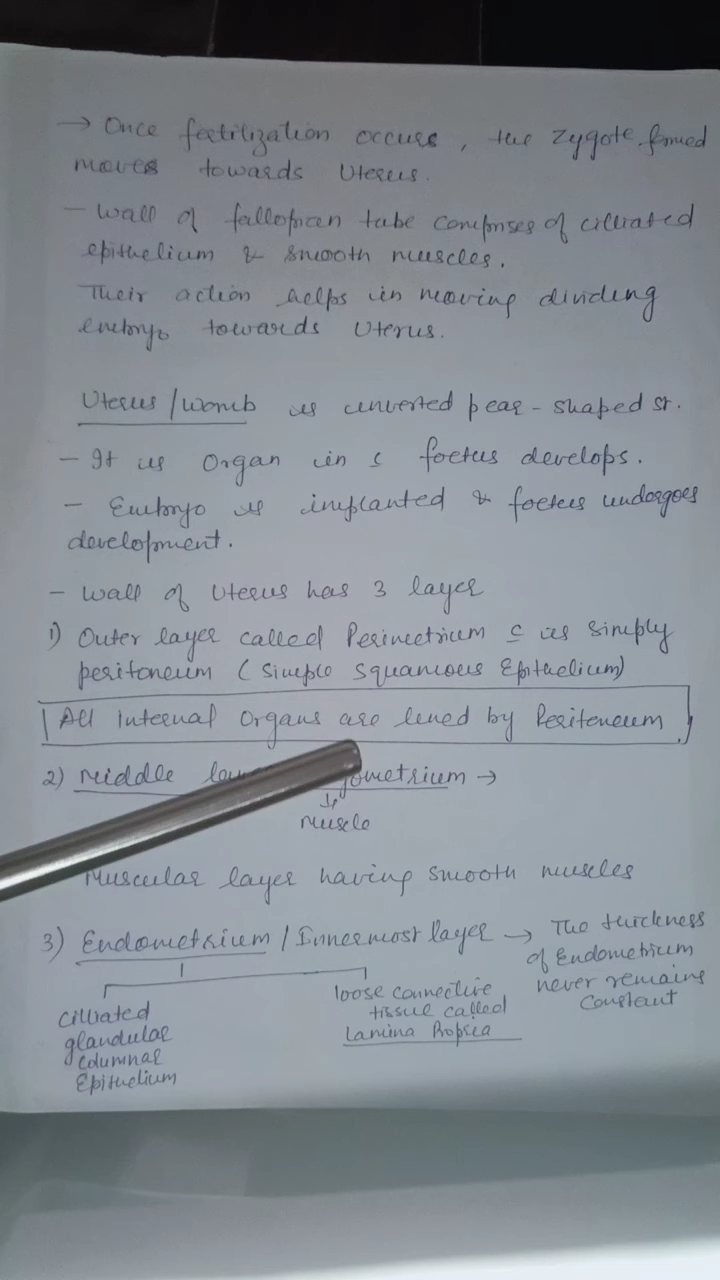 → Once fertilization occurs, the zygote formed
moves towards Uterus.
- Wall of fallopian tube comprises of cilliated
epithelium & smooth muscles.
Their action helps in moving dividing
embryo towards Uterus.
Uterus/womb is inverted pear-shaped st.
- It is organ in c foetus develops.
- Embryo is implanted & foetus undergoes
development.
- Wall of Uterus has 3 layer
1) Outer layer called Perimetrium c is simply
peritoneum (Simple Squamous Epithelium)
All internal organs are lined by Peritoneum
2) Middle ometrium →
↓
Muscle
Muscular layer having smooth muscles
3) Endometrium / Innermost layer → The thickness
of Endometrium
never remains
Constant
Cilliated
glandular
columnar
Epithelium
loose connective
tissue called
Lamina Propria